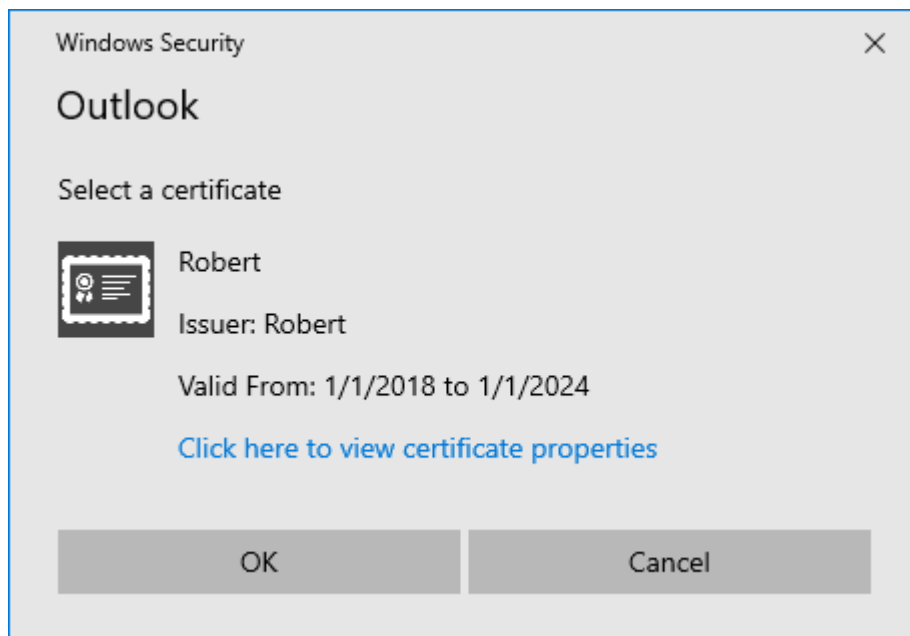 Windows Security
Outlook
Select a certificate
Robert
Issuer: Robert
Valid From: 1/1/2018 to 1/1/2024
Click here to view certificate properties
OK
Cancel